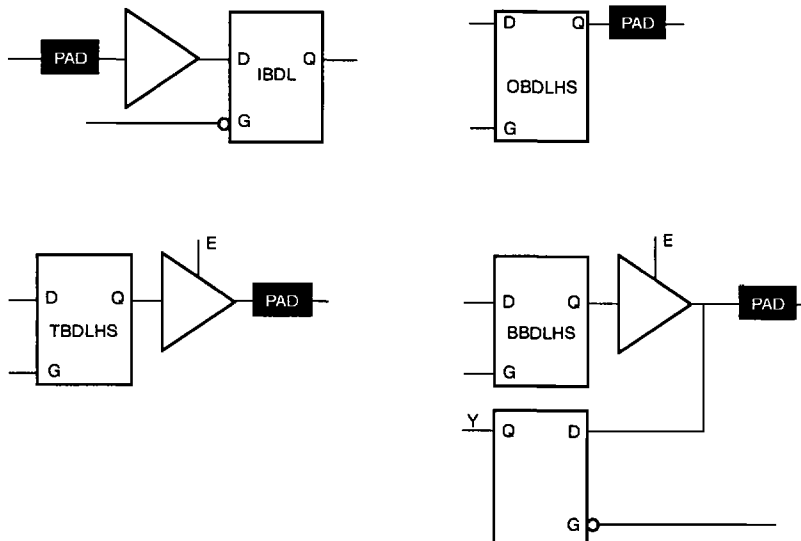 PAD D Q IBDL G
D Q PAD OBDLHS G
E
D Q PAD TBDLHS G
E
D Q PAD BBDLHS G
Y Q D
G